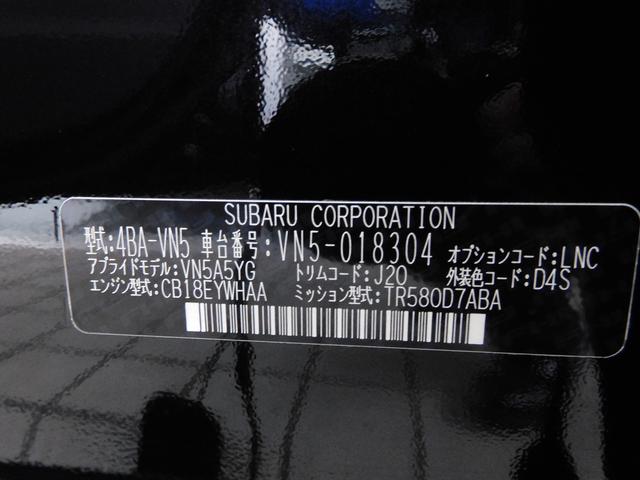 SUBARU CORPORATION
型式:4BA-VN5 車台番号:VN5-018304 オプションコード:LNC
アプライドモデル:VN5A5YG トリムコード:J20 外装色コード:D4S
エンジン型式:CB18EYWHAA ミッション型式:TR580D7ABA